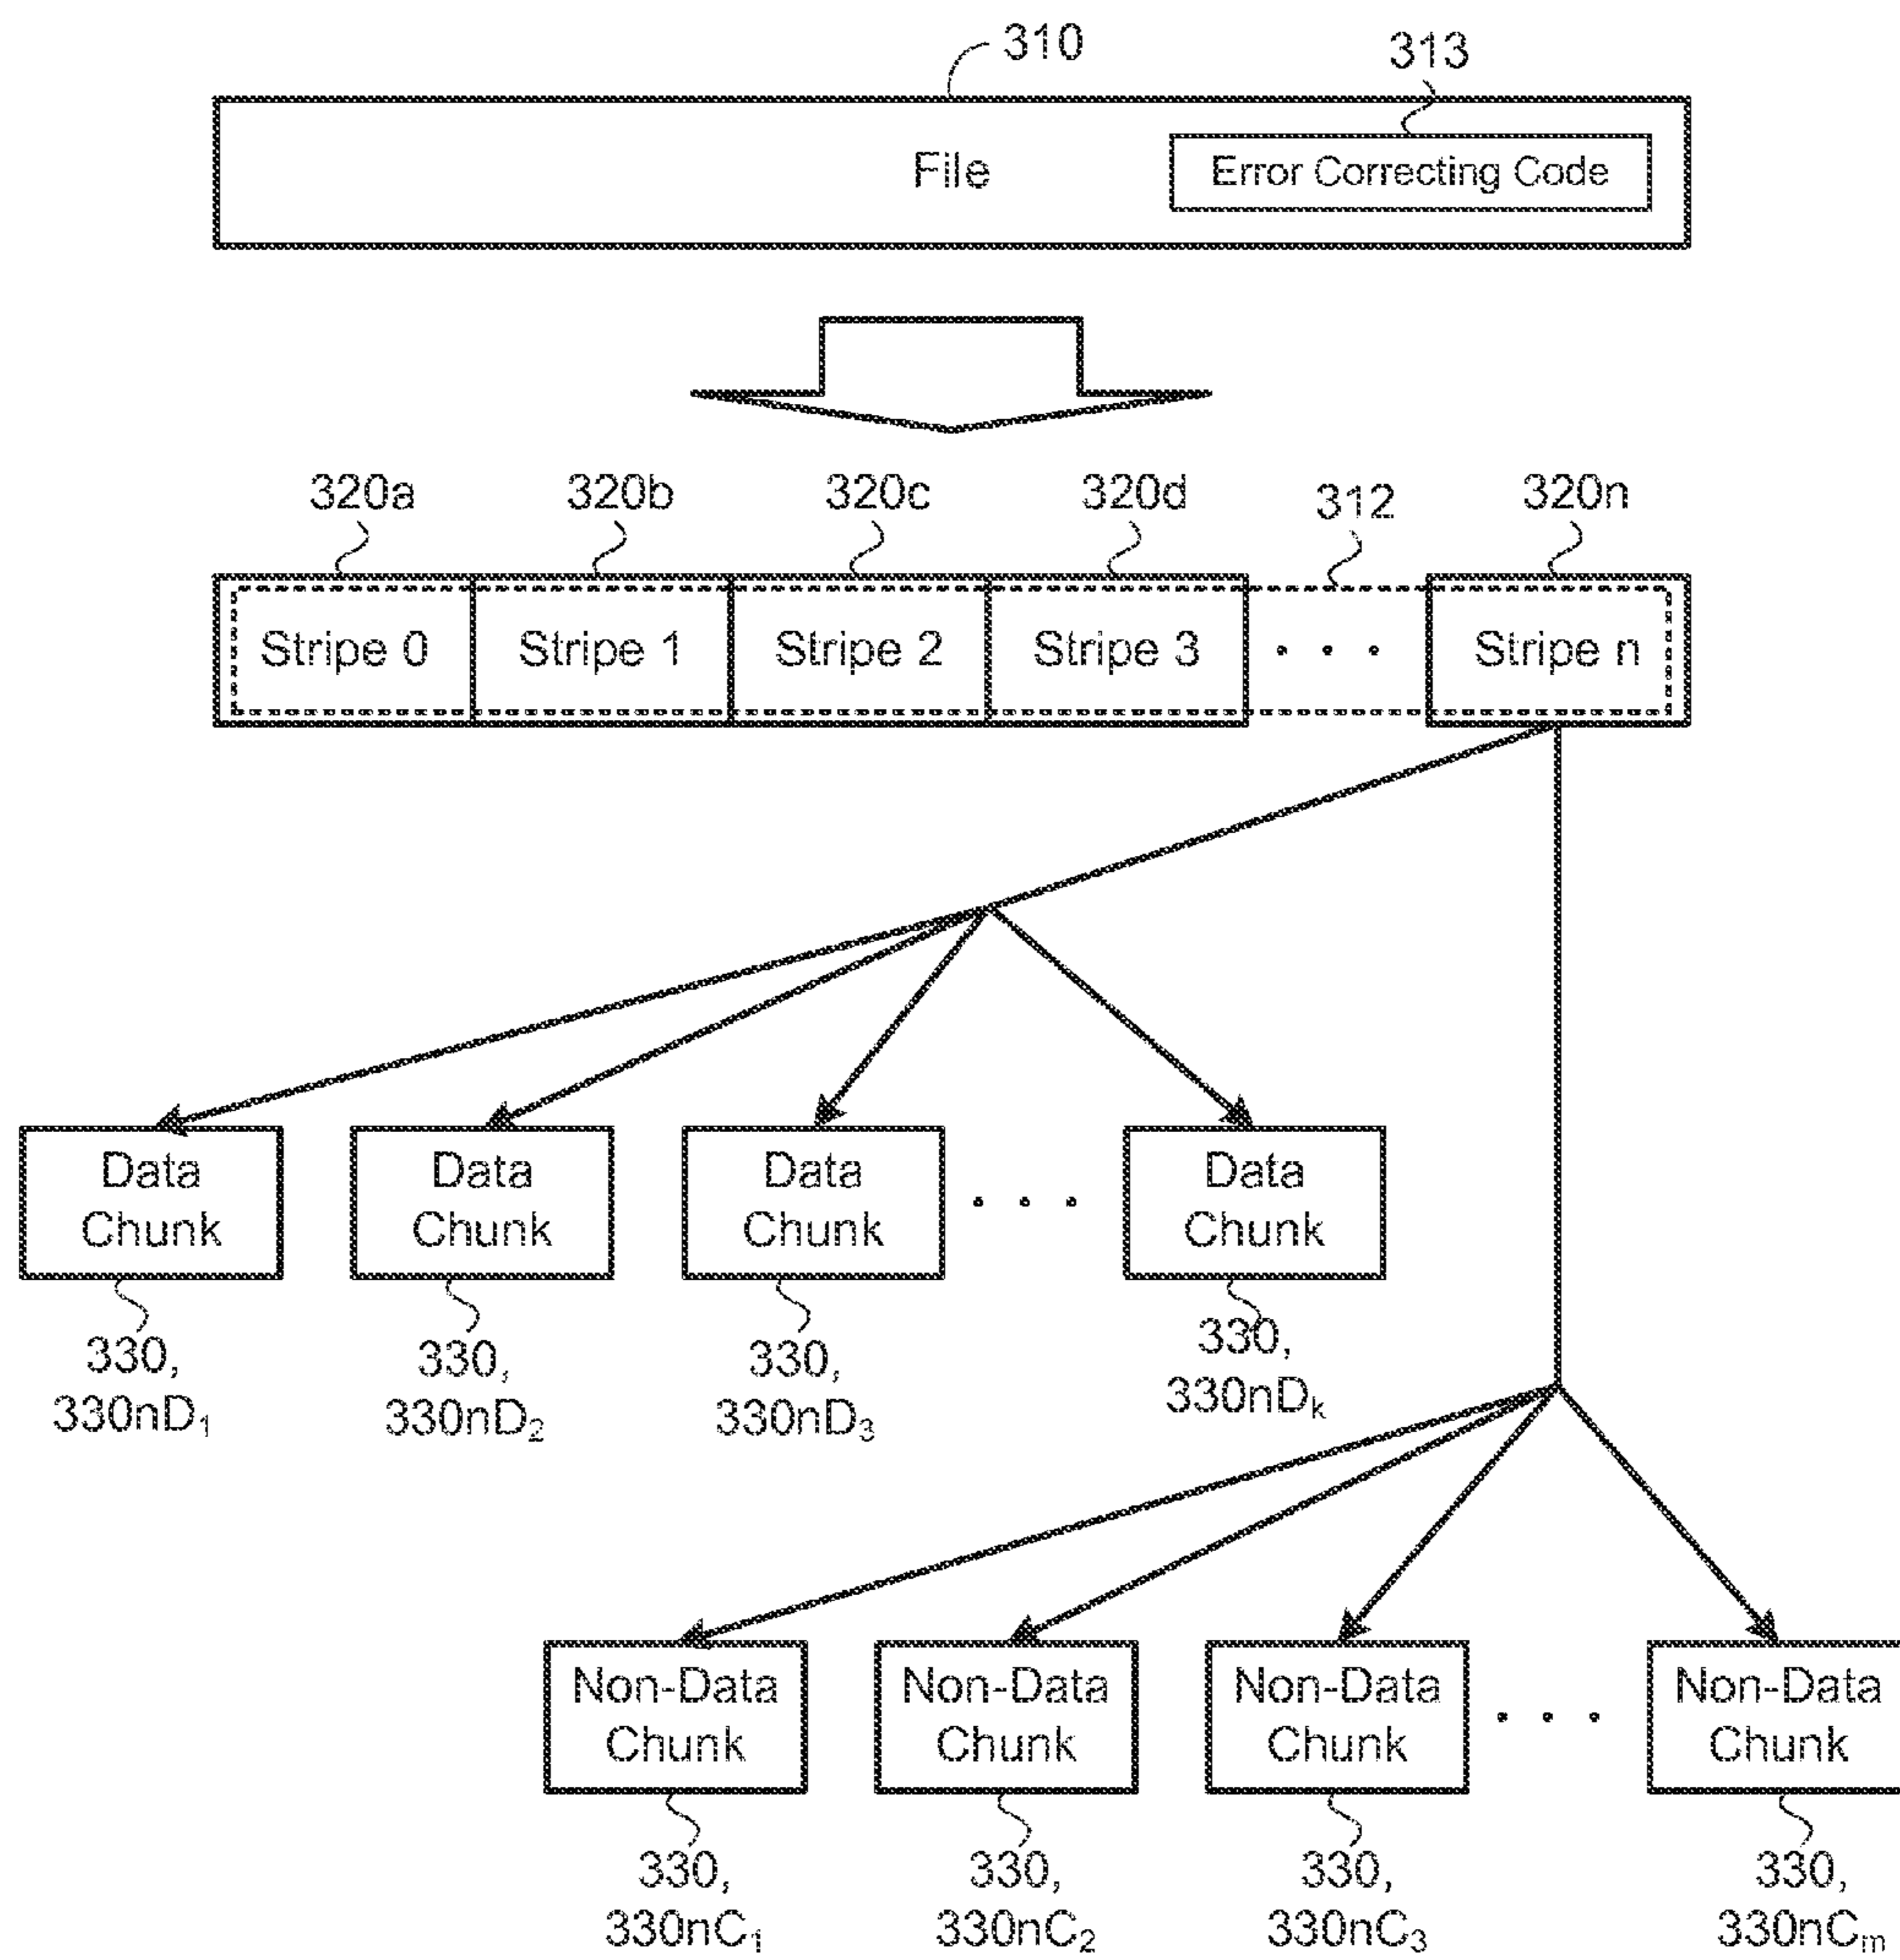 310
313
File
Error Correcting Code
320a
320b
320c
320d
312
320n
Stripe 0
Stripe 1
Stripe 2
Stripe 3
. . .
Stripe n
Data
Chunk
Data
Chunk
Data
Chunk
. . .
Data
Chunk
330,
330nD₁
330,
330nD₂
330,
330nD₃
330,
330nDₖ
Non-Data
Chunk
Non-Data
Chunk
Non-Data
Chunk
. . .
Non-Data
Chunk
330,
330nC₁
330,
330nC₂
330,
330nC₃
330,
330nCₘ